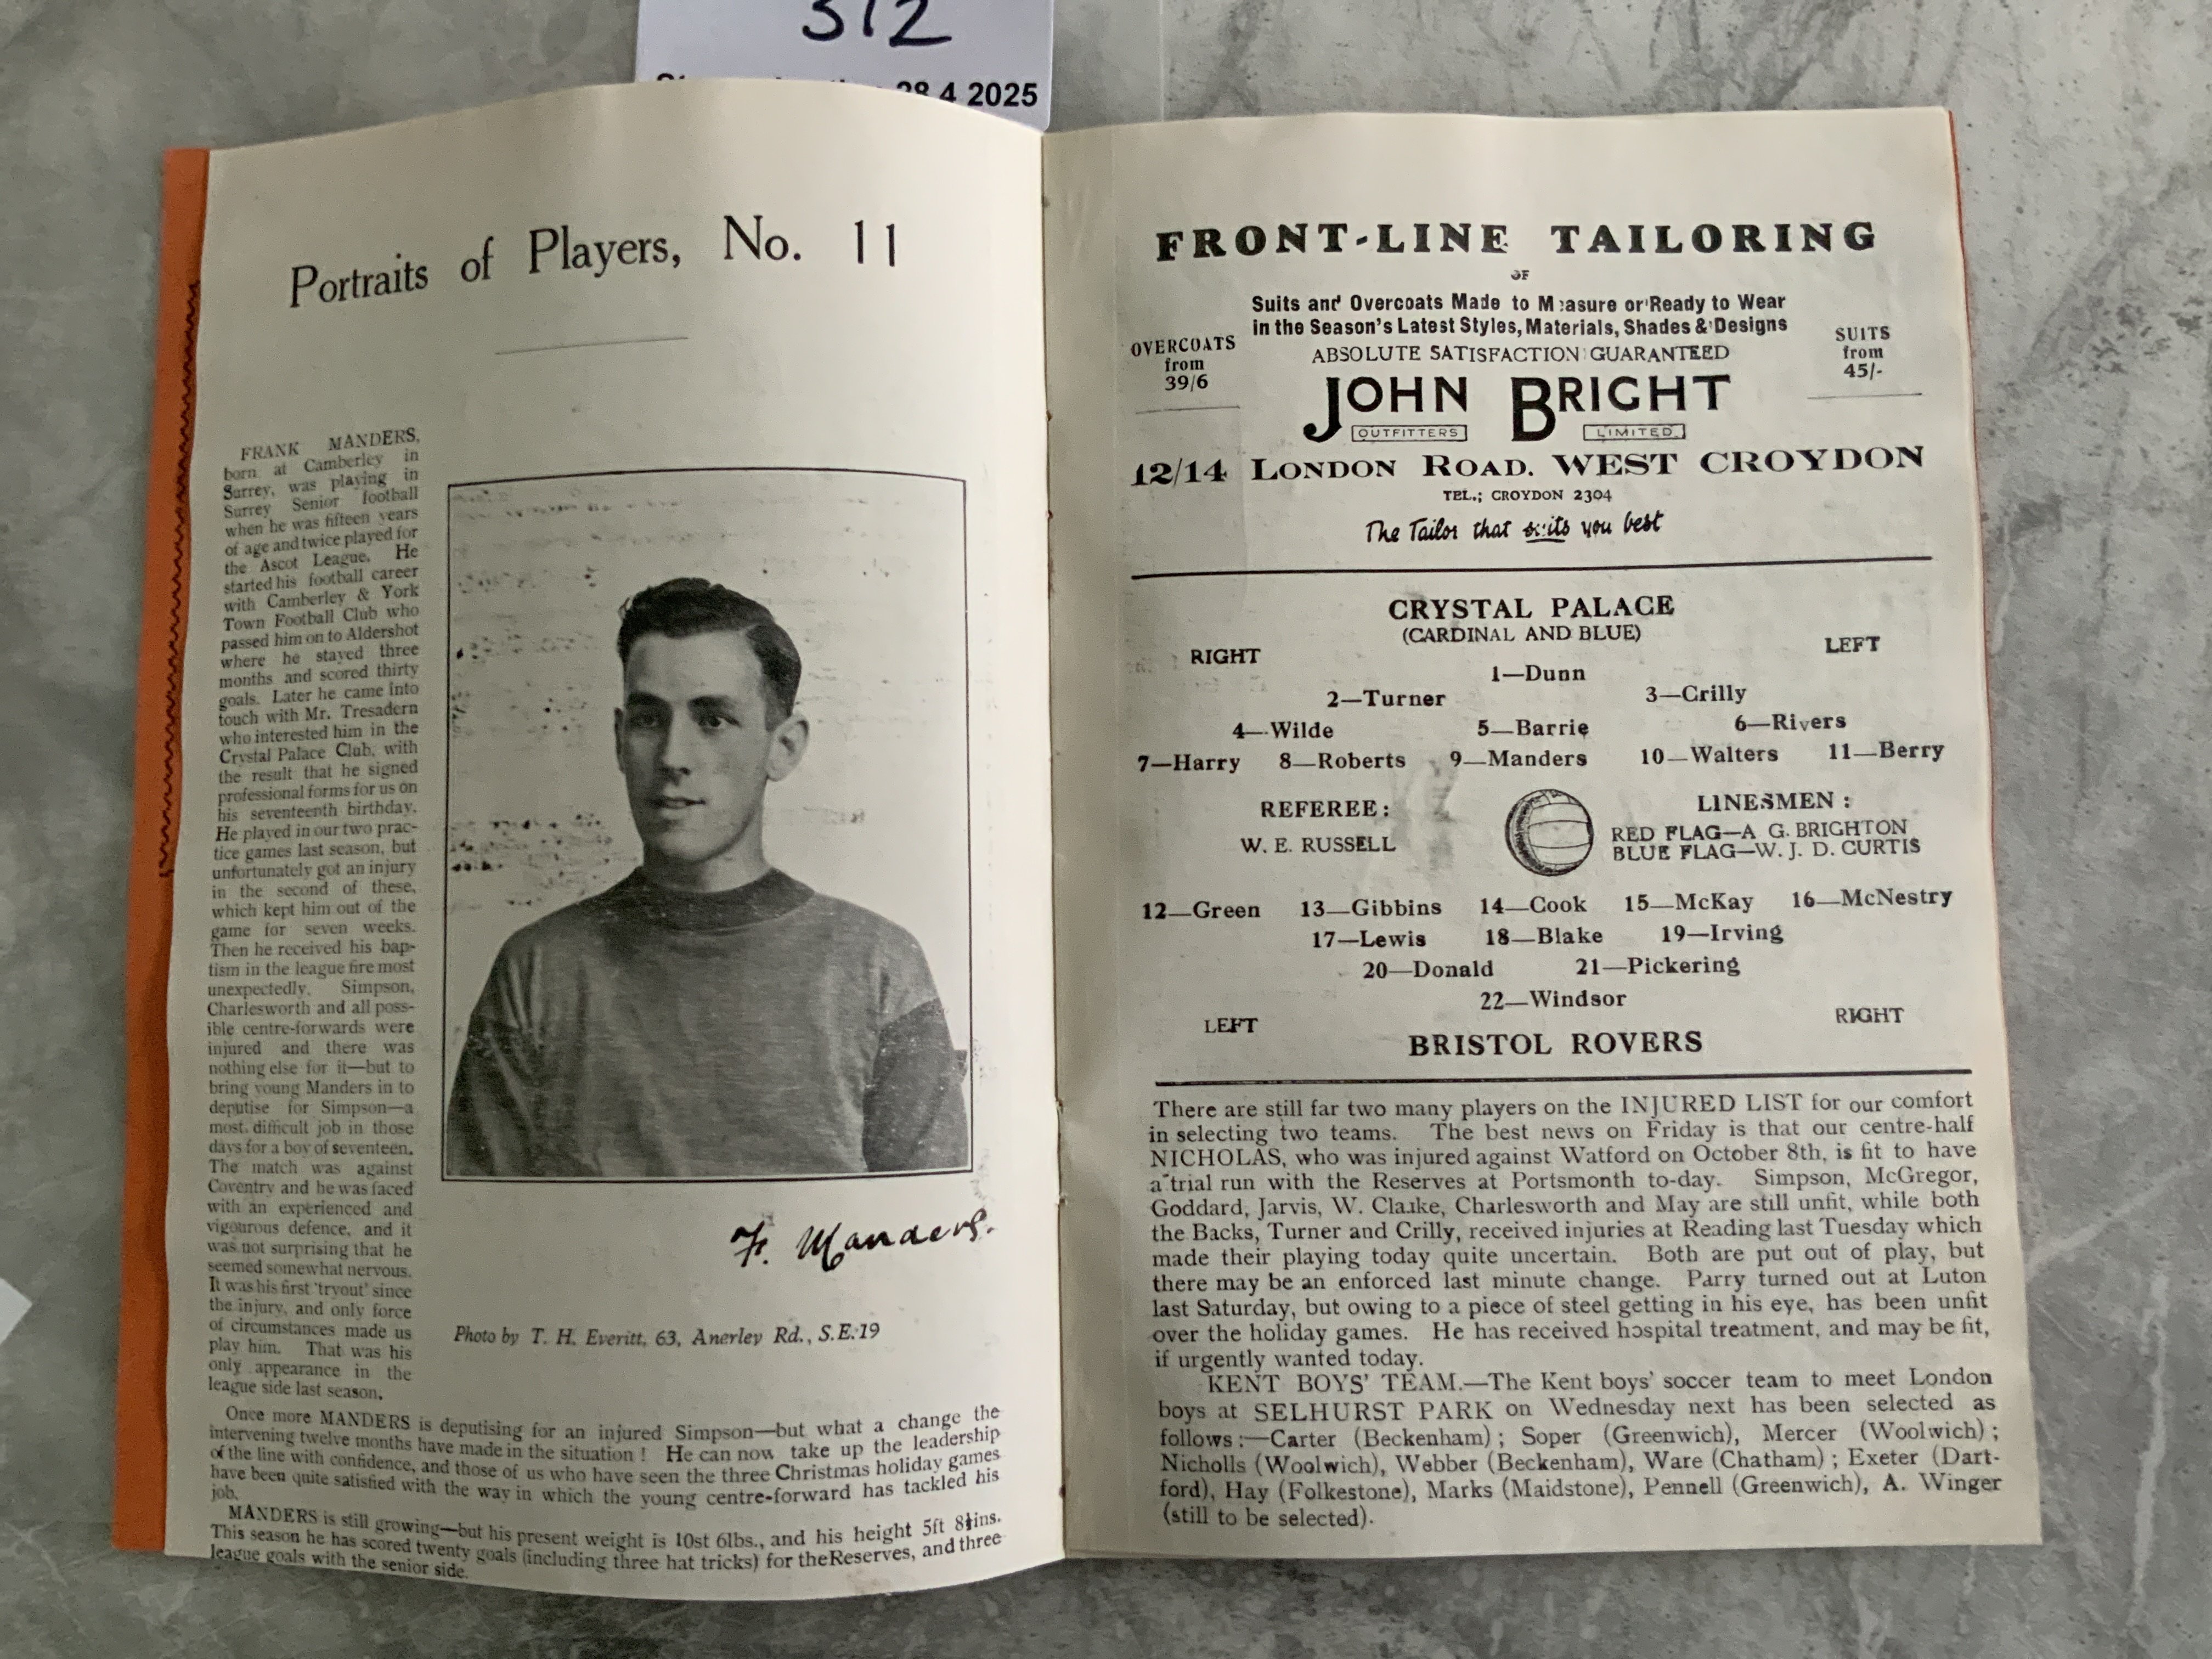 312
28 4 2025
Portraits of Players, No. 11
FRANK MANDERS,
born at Camberley in
Surrey, was playing in
Surrey Senior football
when he was fifteen years
of age and twice played for
the Ascot League. He
started his football career
with Camberley & York
Town Football Club who
passed him on to Aldershot
where he stayed three
months and scored thirty
goals. Later he came into
touch with Mr. Tresadern
who interested him in the
Crystal Palace Club, with
the result that he signed
professional forms for us on
his seventeenth birthday.
He played in our two prac-
tice games last season, but
unfortunately got an injury
in the second of these,
which kept him out of the
game for seven weeks.
Then he received his bap-
tism in the league fire most
unexpectedly. Simpson,
Charlesworth and all poss-
ible centre-forwards were
injured and there was
nothing else for it—but to
bring young Manders in to
deputise for Simpson—a
most difficult job in those
days for a boy of seventeen.
The match was against
Coventry and he was faced
with an experienced and
vigourous defence, and it
was not surprising that he
seemed somewhat nervous.
It was his first 'tryout' since
the injury, and only force
of circumstances made us
play him. That was his
only appearance in the
league side last season.
F. Manders.
Photo by T. H. Everitt, 63, Anerley Rd., S.E.19
Once more MANDERS is deputising for an injured Simpson—but what a change the
intervening twelve months have made in the situation ! He can now take up the leadership
of the line with confidence, and those of us who have seen the three Christmas holiday games
have been quite satisfied with the way in which the young centre-forward has tackled his
job.
MANDERS is still growing—but his present weight is 10st 6lbs., and his height 5ft 8½ins.
This season he has scored twenty goals (including three hat tricks) for theReserves, and three
league goals with the senior side.
FRONT-LINE TAILORING
OF
Suits and Overcoats Made to Measure or Ready to Wear
in the Season's Latest Styles, Materials, Shades & Designs
OVERCOATS
from
39/6
ABSOLUTE SATISFACTION GUARANTEED
SUITS
from
45/-
JOHN BRIGHT
OUTFITTERS LIMITED
12/14 LONDON ROAD. WEST CROYDON
TEL.; CROYDON 2304
The Tailor that suits you best
CRYSTAL PALACE
(CARDINAL AND BLUE)
RIGHT LEFT
1—Dunn
2—Turner 3—Crilly
4—Wilde 5—Barrie 6—Rivers
7—Harry 8—Roberts 9—Manders 10—Walters 11—Berry
REFEREE : LINESMEN :
W. E. RUSSELL RED FLAG—A G. BRIGHTON
BLUE FLAG—W. J. D. CURTIS
12—Green 13—Gibbins 14—Cook 15—McKay 16—McNestry
17—Lewis 18—Blake 19—Irving
20—Donald 21—Pickering
22—Windsor
LEFT RIGHT
BRISTOL ROVERS
There are still far two many players on the INJURED LIST for our comfort
in selecting two teams. The best news on Friday is that our centre-half
NICHOLAS, who was injured against Watford on October 8th, is fit to have
a trial run with the Reserves at Portsmonth to-day. Simpson, McGregor,
Goddard, Jarvis, W. Clarke, Charlesworth and May are still unfit, while both
the Backs, Turner and Crilly, received injuries at Reading last Tuesday which
made their playing today quite uncertain. Both are put out of play, but
there may be an enforced last minute change. Parry turned out at Luton
last Saturday, but owing to a piece of steel getting in his eye, has been unfit
over the holiday games. He has received hospital treatment, and may be fit,
if urgently wanted today.
KENT BOYS' TEAM.—The Kent boys' soccer team to meet London
boys at SELHURST PARK on Wednesday next has been selected as
follows :—Carter (Beckenham) ; Soper (Greenwich), Mercer (Woolwich) ;
Nicholls (Woolwich), Webber (Beckenham), Ware (Chatham) ; Exeter (Dart-
ford), Hay (Folkestone), Marks (Maidstone), Pennell (Greenwich), A. Winger
(still to be selected).